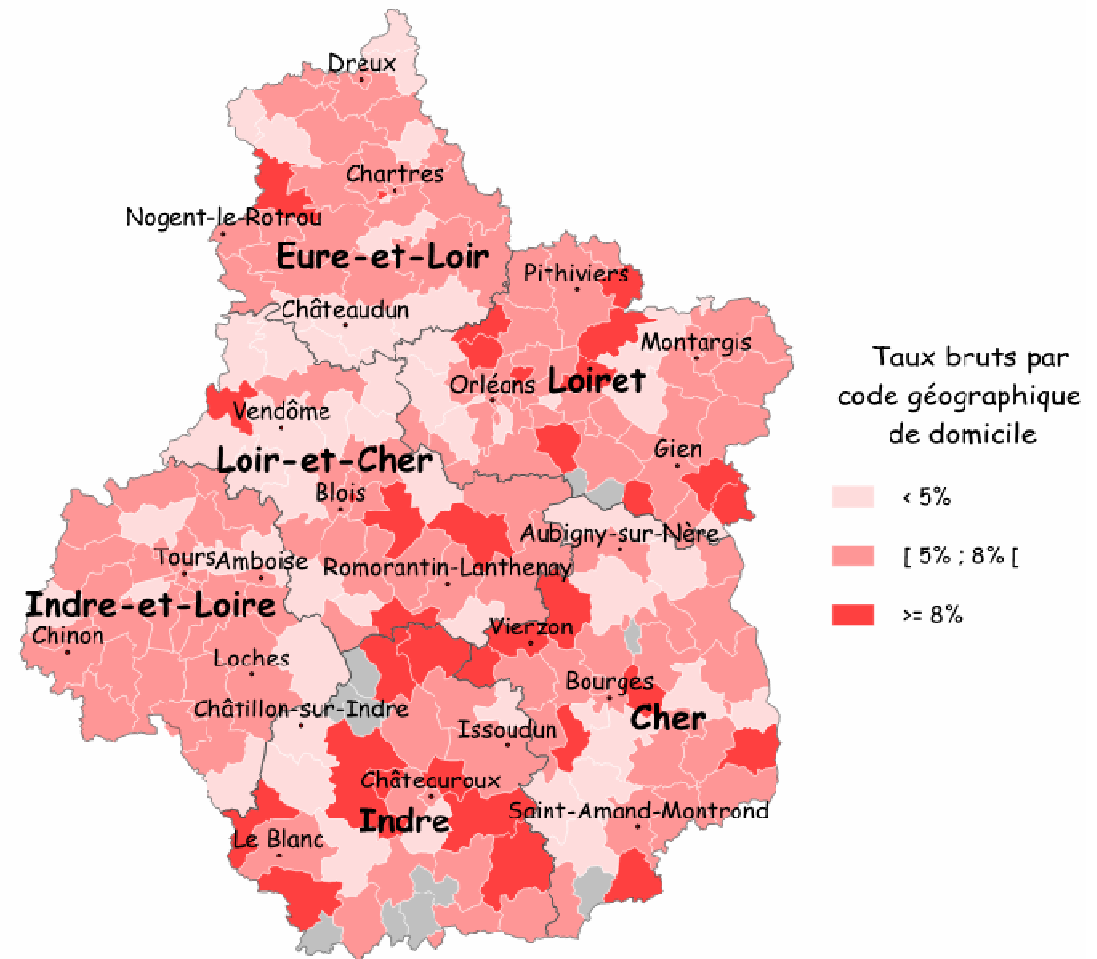 Dreux
Chartres
Nogent-le-Rotrou
Eure-et-Loir
Pithiviers
Châteaudun
Montargis
Orléans
Loiret
Vendôme
Gien
Loir-et-Cher
Blois
Aubigny-sur-Nère
Tours
Amboise
Romorantin-Lanthenay
Indre-et-Loire
Chinon
Vierzon
Loches
Bourges
Châtillon-sur-Indre
Cher
Issoudun
Châteauroux
Saint-Amand-Montrond
Indre
Le Blanc
Taux bruts par
code géographique
de domicile
< 5%
[ 5% ; 8% [
>= 8%